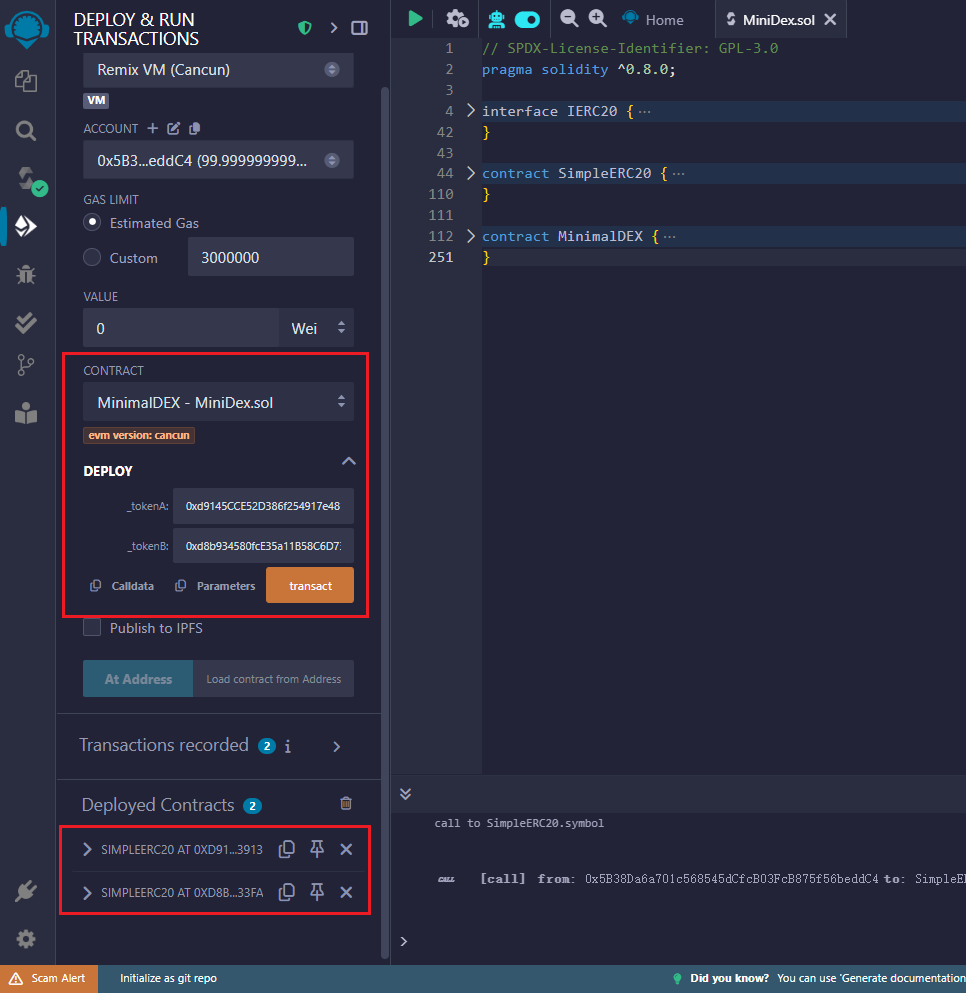 DEPLOY & RUN
TRANSACTIONS
Remix VM (Cancun)
VM
ACCOUNT
0x5B3...eddC4 (99.999999999...
GAS LIMIT
Estimated Gas
Custom
3000000
VALUE
0
Wei
CONTRACT
MinimalDEX - MiniDex.sol
evm version: cancun
DEPLOY
_tokenA:
0xd9145CCE52D386f254917e48
_tokenB:
0xd8b934580fcE35a11B58C6D7
Calldata
Parameters
transact
Publish to IPFS
At Address
Load contract from Address
Transactions recorded 2 i
Deployed Contracts 2
SIMPLEERC20 AT 0XD91...3913
SIMPLEERC20 AT 0XD8B...33FA
Scam Alert
Initialize as git repo
Home
MiniDex.sol
1 // SPDX-License-Identifier: GPL-3.0
2 pragma solidity ^0.8.0;
3
4 interface IERC20 { ···
42 }
43
44 contract SimpleERC20 { ···
110 }
111
112 contract MinimalDEX { ···
251 }
call to SimpleERC20.symbol
CALL [call] from: 0x5B38Da6a701c568545dCfcB03FcB875f56beddC4 to: SimpleE
>
Did you know? You can use 'Generate documentation